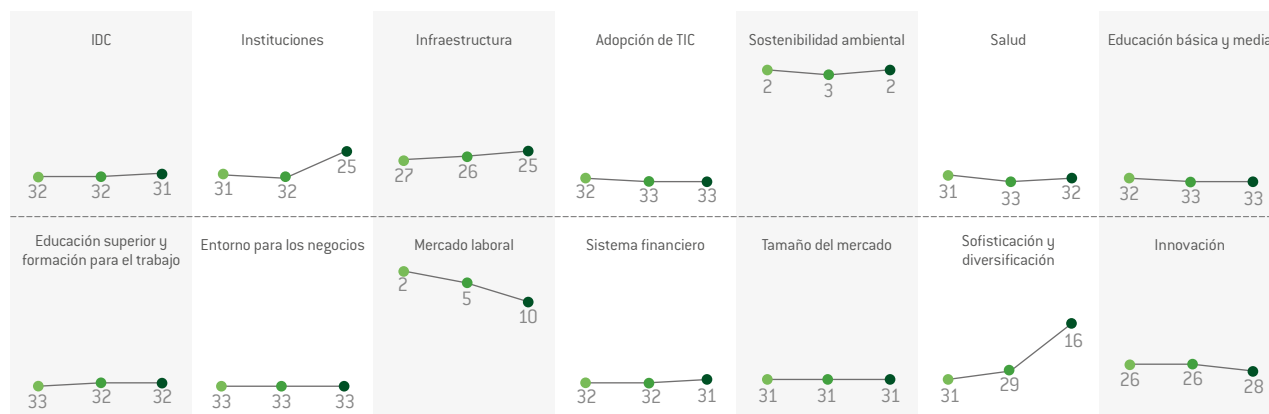 IDC
32 32 31
Instituciones
31 32 25
Infraestructura
27 26 25
Adopción de TIC
32 33 33
Sostenibilidad ambiental
2 3 2
Salud
31 33 32
Educación básica y media
32 33 33
Educación superior y
formación para el trabajo
33 32 32
Entorno para los negocios
33 33 33
Mercado laboral
2 5 10
Sistema financiero
32 32 31
Tamaño del mercado
31 31 31
Sofisticación y
diversificación
31 29 16
Innovación
26 26 28